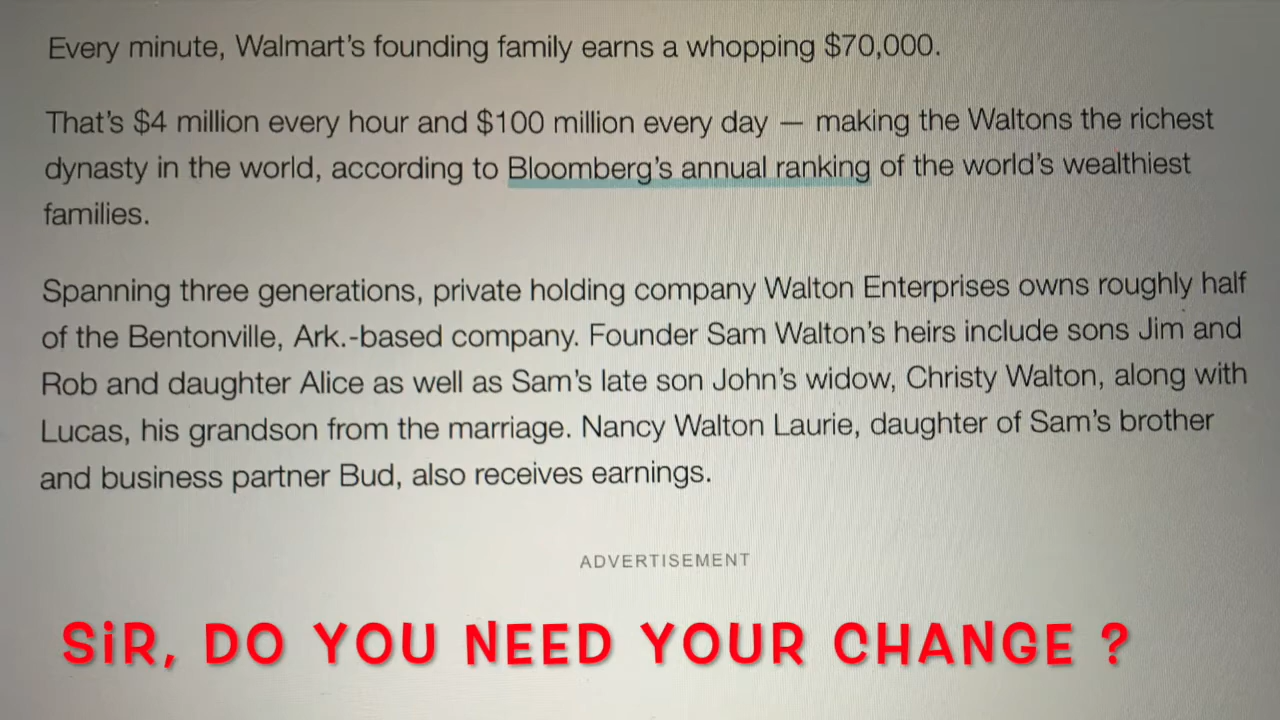 Every minute, Walmart's founding family earns a whopping $70,000.
That's $4 million every hour and $100 million every day — making the Waltons the richest
dynasty in the world, according to Bloomberg's annual ranking of the world's wealthiest
families.
Spanning three generations, private holding company Walton Enterprises owns roughly half
of the Bentonville, Ark.-based company. Founder Sam Walton's heirs include sons Jim and
Rob and daughter Alice as well as Sam's late son John's widow, Christy Walton, along with
Lucas, his grandson from the marriage. Nancy Walton Laurie, daughter of Sam's brother
and business partner Bud, also receives earnings.
ADVERTISEMENT
SiR, DO YOU NEED YOUR CHANGE ?